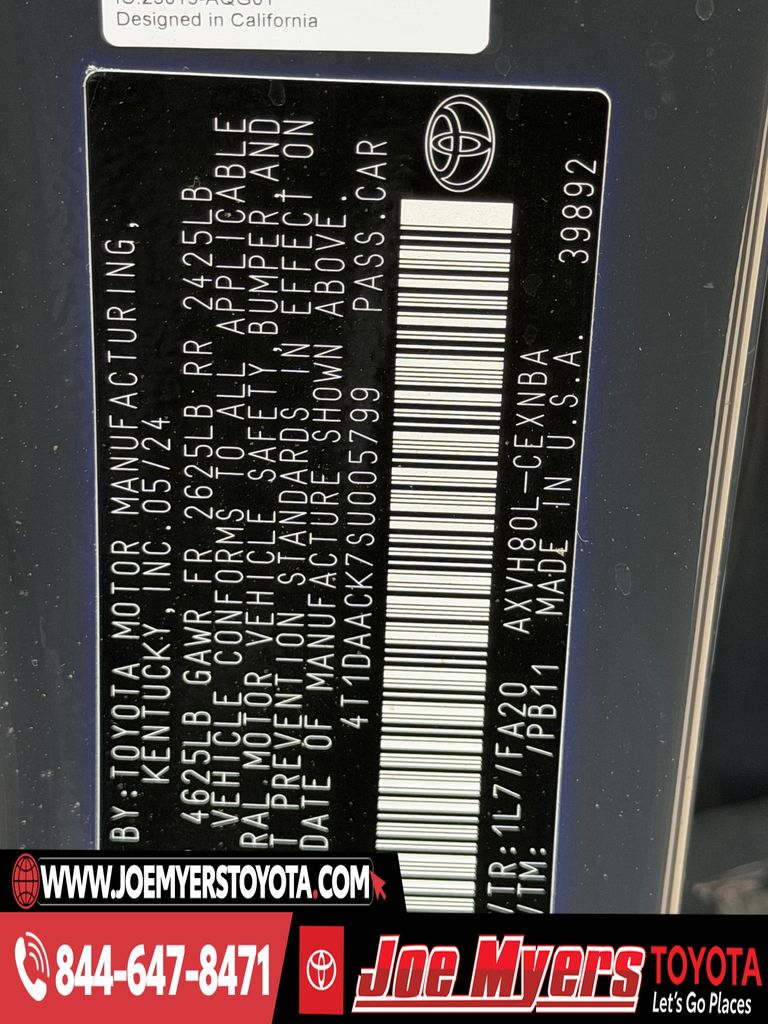 IC:25015-AQG01
Designed in California
BY:TOYOTA MOTOR MANUFACTURING,
KENTUCKY, INC. 05/24
4625LB GAWR FR 2625LB RR 2425LB
VEHICLE CONFORMS TO ALL APPLICABLE
RAL MOTOR VEHICLE SAFETY, BUMPER, AND
T PREVENTION STANDARDS IN EFFECT ON
DATE OF MANUFACTURE SHOWN ABOVE.
4T1DAACK7SU005799 PASS.CAR
/TR:1L7/FA20 AXVH80L-CEXNBA 39892
/TM: /PB11 MADE IN U.S.A.
WWW.JOEMYERSTOYOTA.COM
844-647-8471
Joe Myers TOYOTA
Let's Go Places